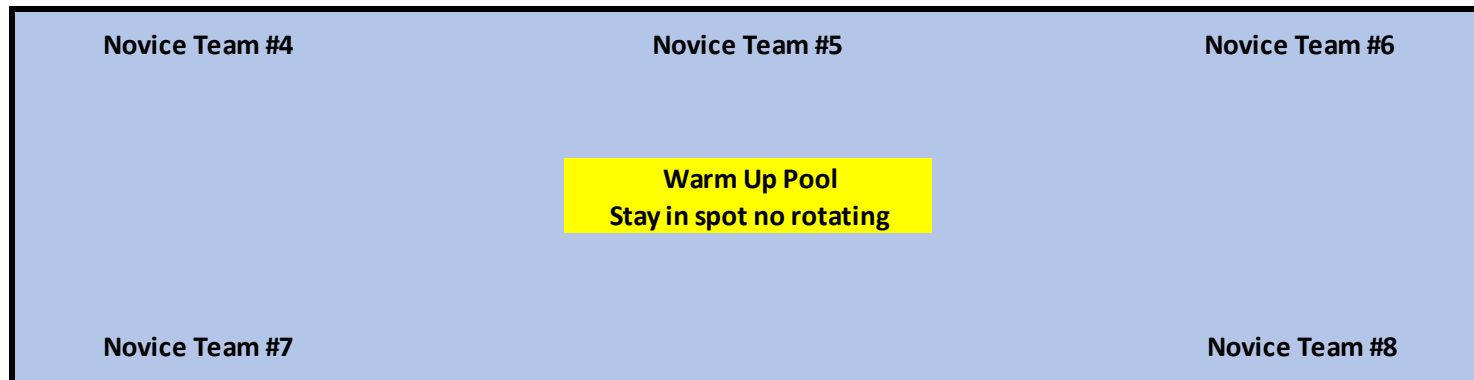 Novice Team #4
Novice Team #5
Novice Team #6
Warm Up Pool
Stay in spot no rotating
Novice Team #7
Novice Team #8